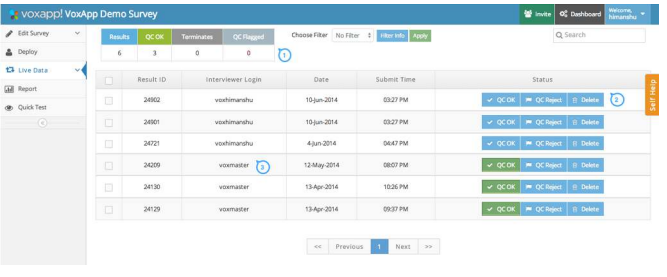 voxapp! VoxApp Demo Survey
Invite Dashboard Welcome, himanshu
Edit Survey
Deploy
Live Data
Report
Quick Test
Results QC OK Terminates QC Flagged
6 3 0 0
1
Choose Filter No Filter Filter Info Apply
Search
Self Help
Result ID Interviewer Login Date Submit Time Status
24902 voxhimanshu 10-Jun-2014 03:27 PM QC OK QC Reject Delete 2
24901 voxhimanshu 10-Jun-2014 03:27 PM QC OK QC Reject Delete
24721 voxhimanshu 4-Jun-2014 04:47 PM QC OK QC Reject Delete
24209 voxmaster 3 12-May-2014 08:07 PM QC OK QC Reject Delete
24130 voxmaster 13-Apr-2014 10:26 PM QC OK QC Reject Delete
24129 voxmaster 13-Apr-2014 09:37 PM QC OK QC Reject Delete
<< Previous 1 Next >>